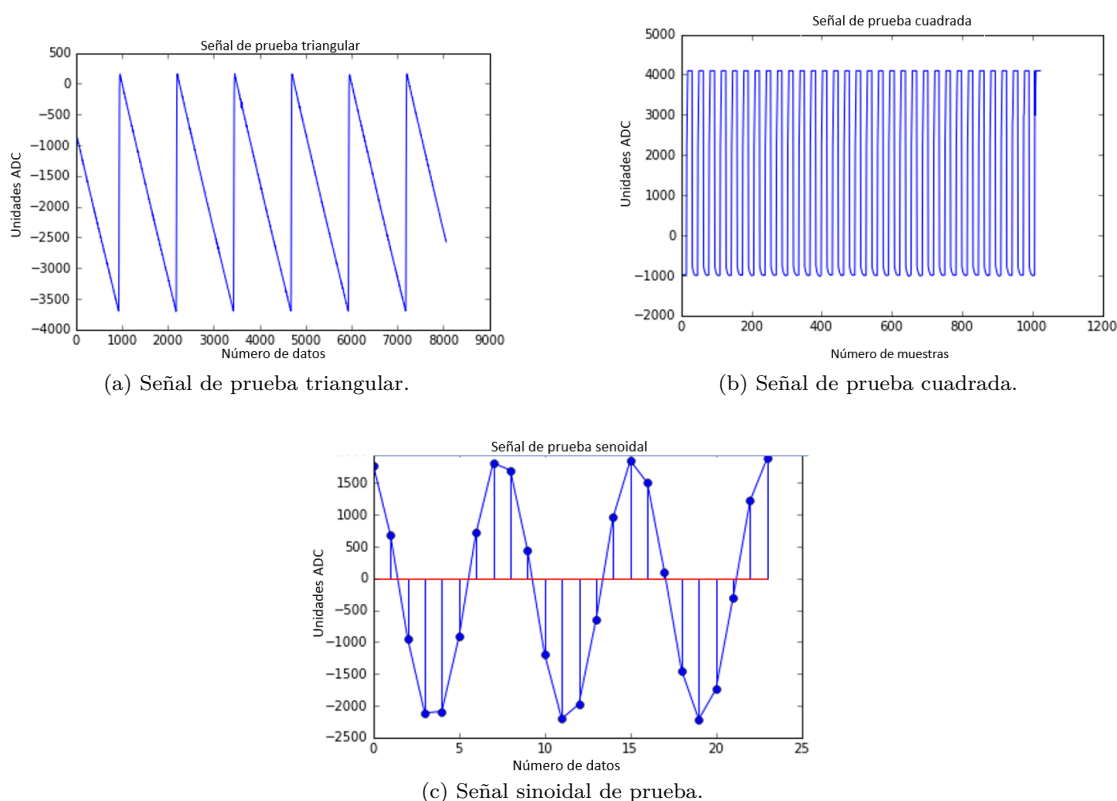 Señal de prueba triangular
500
0
−500
−1000
−1500
−2000
−2500
−3000
−3500
−4000
Unidades ADC
0 1000 2000 3000 4000 5000 6000 7000 8000 9000
Número de datos
(a) Señal de prueba triangular.
Señal de prueba cuadrada
5000
4000
3000
2000
1000
0
−1000
−2000
Unidades ADC
0 200 400 600 800 1000 1200
Número de muestras
(b) Señal de prueba cuadrada.
Señal de prueba senoidal
1500
1000
500
0
−500
−1000
−1500
−2000
−2500
Unidades ADC
0 5 10 15 20 25
Número de datos
(c) Señal sinoidal de prueba.